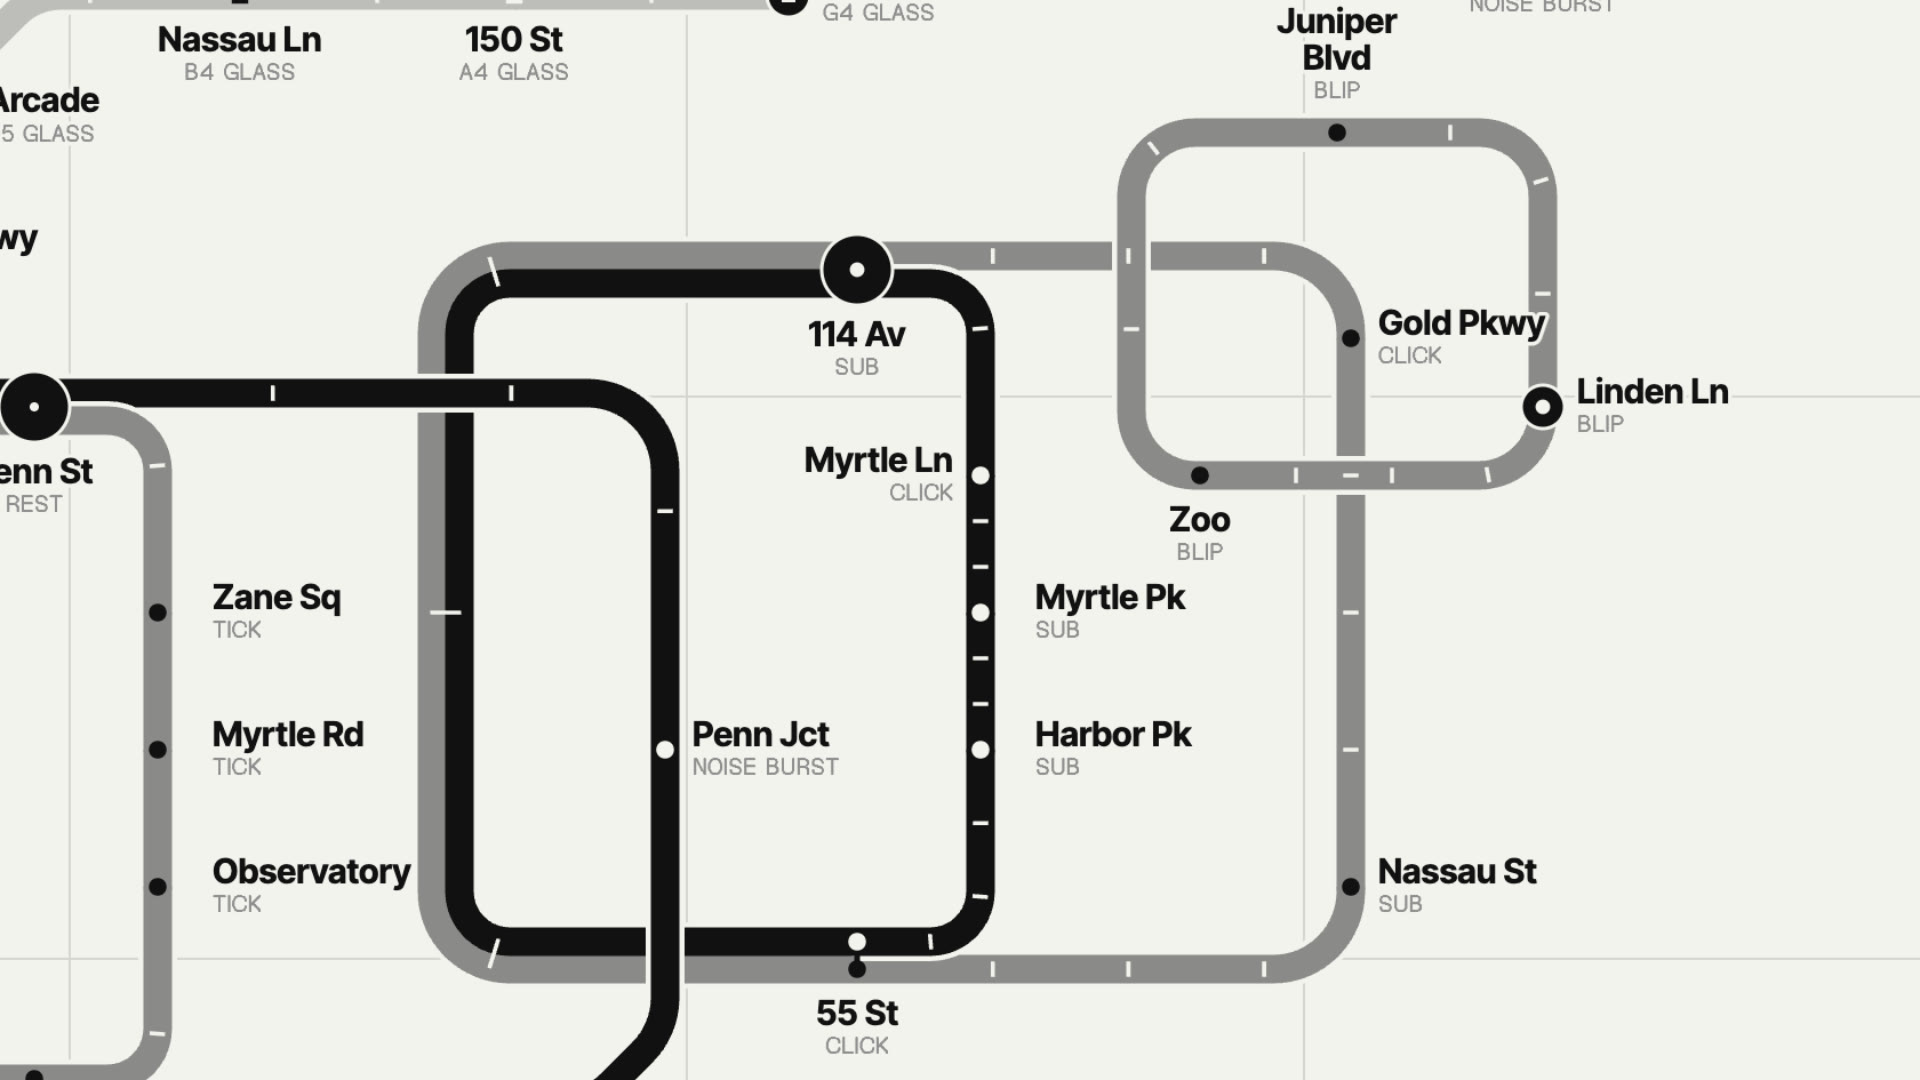 G4 GLASS
NOISE BURST
Nassau Ln
B4 GLASS
150 St
A4 GLASS
Juniper
Blvd
BLIP
Arcade
5 GLASS
wy
Gold Pkwy
CLICK
114 Av
SUB
Linden Ln
BLIP
enn St
REST
Myrtle Ln
CLICK
Zoo
BLIP
Zane Sq
TICK
Myrtle Pk
SUB
Myrtle Rd
TICK
Penn Jct
NOISE BURST
Harbor Pk
SUB
Observatory
TICK
Nassau St
SUB
55 St
CLICK